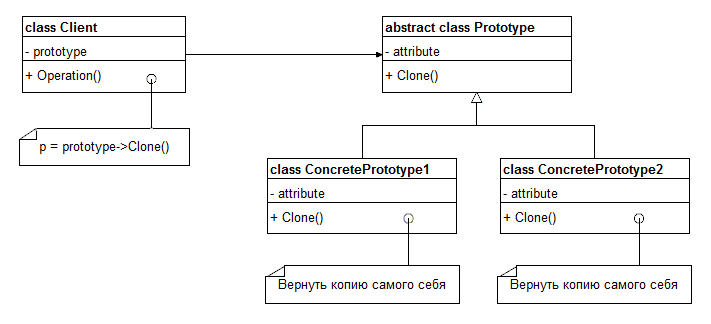 class Client
- prototype
+ Operation()
p = prototype->Clone()
abstract class Prototype
- attribute
+ Clone()
class ConcretePrototype1
- attribute
+ Clone()
Вернуть копию самого себя
class ConcretePrototype2
- attribute
+ Clone()
Вернуть копию самого себя